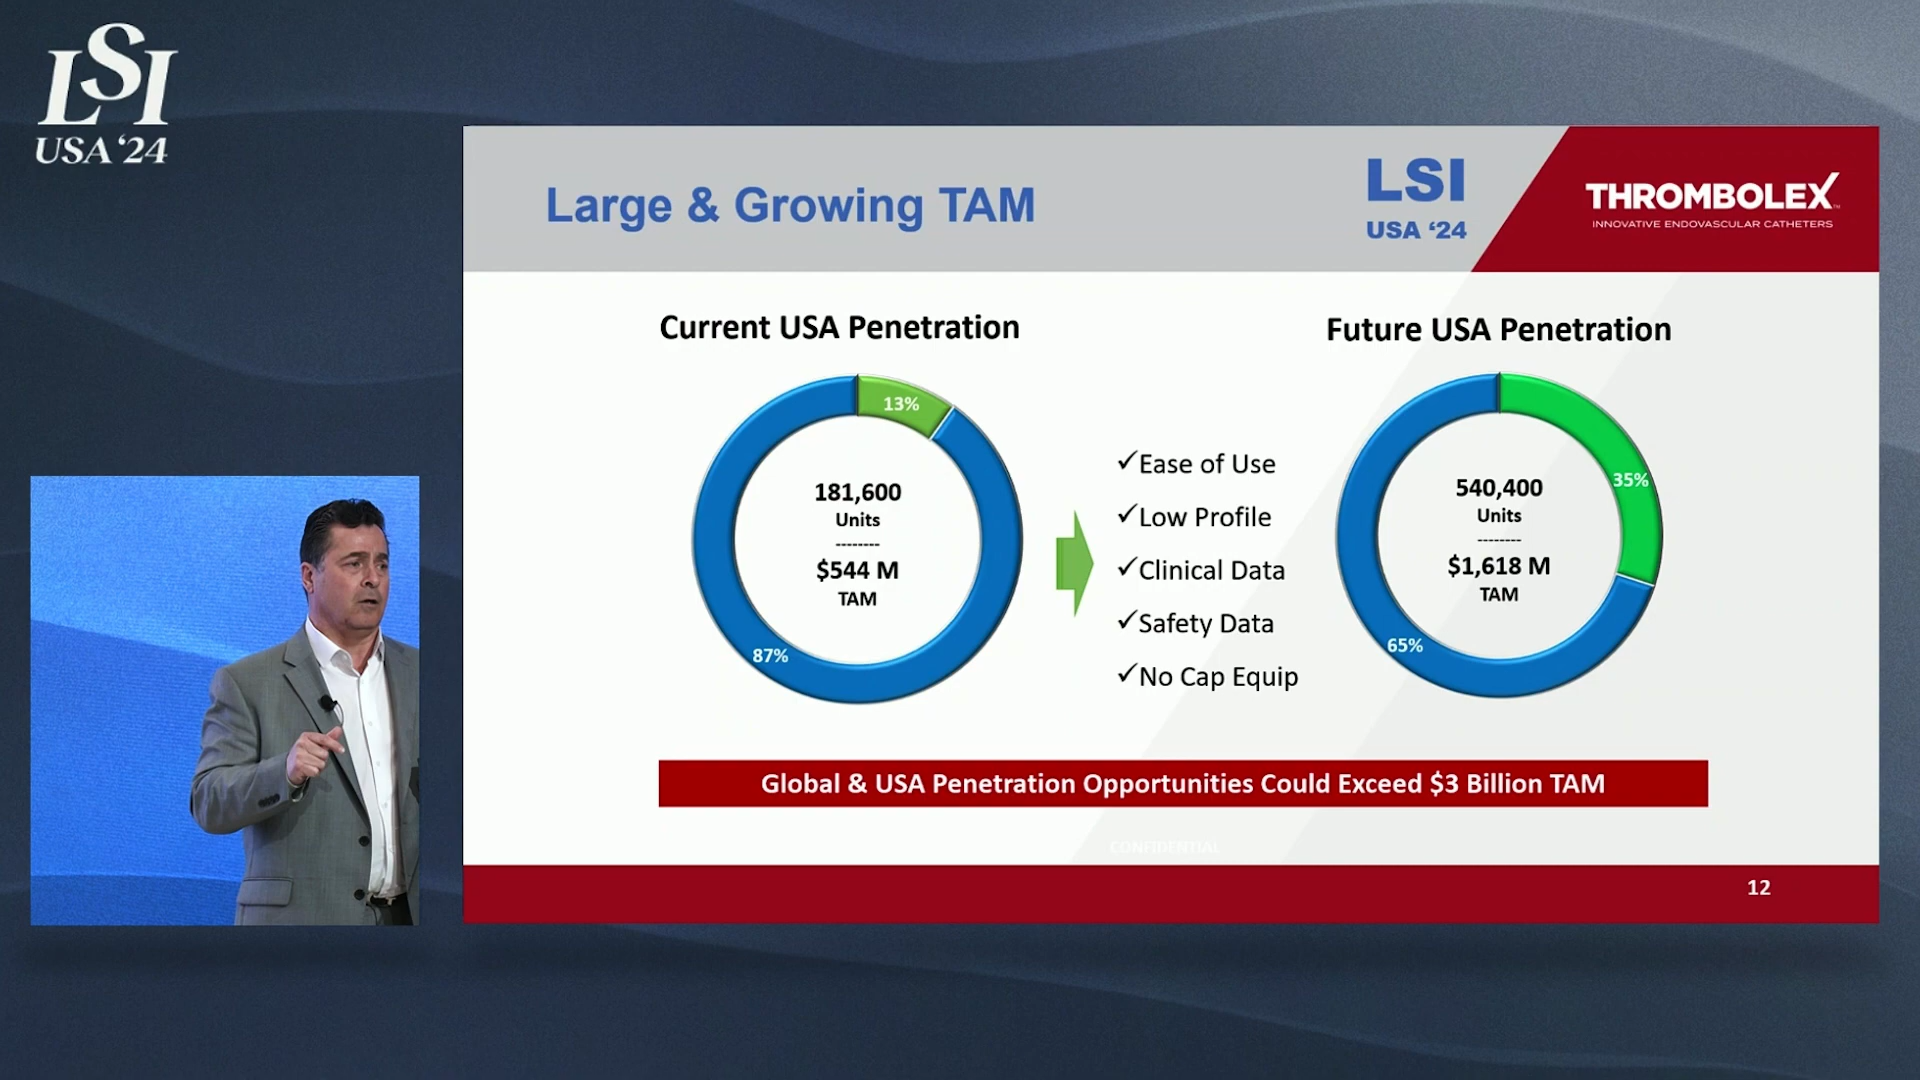 LSI
USA ‘24
Large & Growing TAM
LSI
USA ‘24
THROMBOLEX™
INNOVATIVE ENDOVASCULAR CATHETERS
Current USA Penetration
13%
181,600
Units
--------
$544 M
TAM
87%
✓Ease of Use
✓Low Profile
✓Clinical Data
✓Safety Data
✓No Cap Equip
Future USA Penetration
35%
540,400
Units
--------
$1,618 M
TAM
65%
Global & USA Penetration Opportunities Could Exceed $3 Billion TAM
CONFIDENTIAL
12